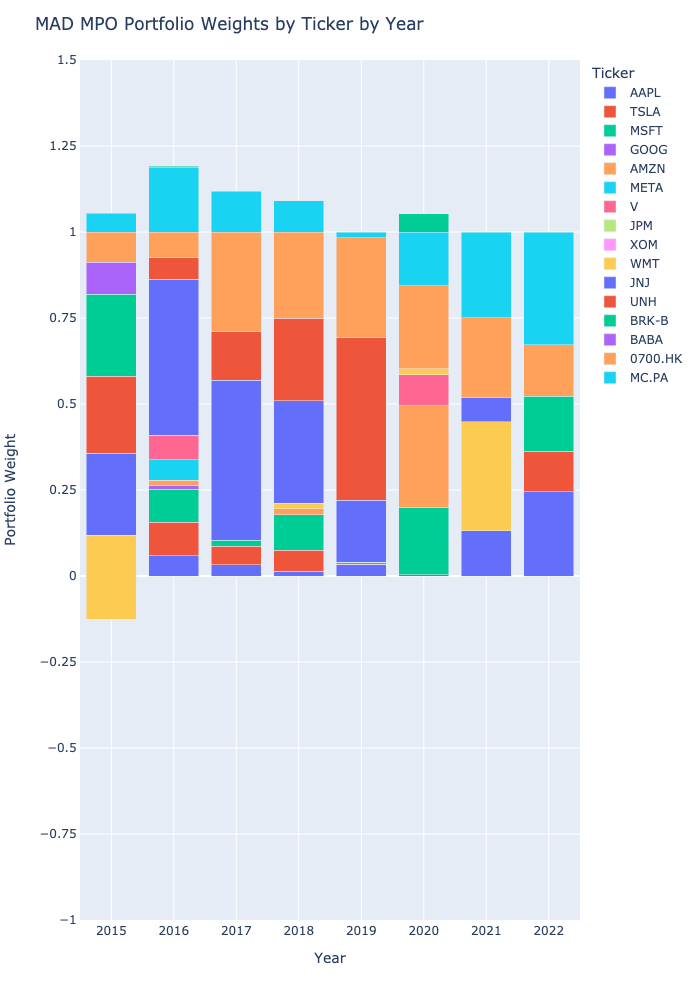 MAD MPO Portfolio Weights by Ticker by Year
1.5
1.25
1
0.75
0.5
0.25
0
−0.25
−0.5
−0.75
−1
Portfolio Weight
2015 2016 2017 2018 2019 2020 2021 2022
Year
Ticker
AAPL
TSLA
MSFT
GOOG
AMZN
META
V
JPM
XOM
WMT
JNJ
UNH
BRK-B
BABA
0700.HK
MC.PA